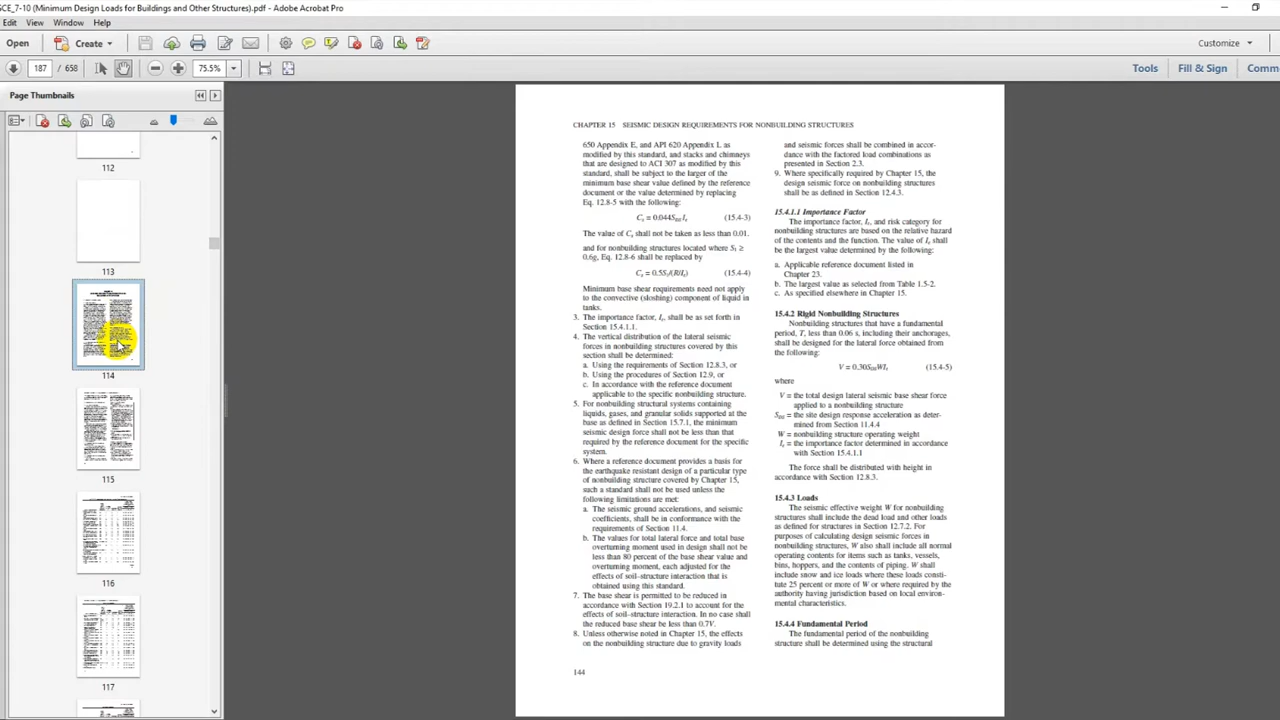 SCE_7-10 (Minimum Design Loads for Buildings and Other Structures).pdf - Adobe Acrobat Pro
Edit View Window Help
Open Create Customize
187 / 658 75.5% Tools Fill & Sign Comm
Page Thumbnails
112
113
114
115
116
117
CHAPTER 15 SEISMIC DESIGN REQUIREMENTS FOR NONBUILDING STRUCTURES
650 Appendix E, and API 620 Appendix L as
modified by this standard, and stacks and chimneys
that are designed to ACI 307 as modified by this
standard, shall be subject to the larger of the
minimum base shear value defined by the reference
document or the value determined by replacing
Eq. 12.8-5 with the following:
Cs = 0.044SDS Ie (15.4-3)
The value of Cs shall not be taken as less than 0.01.
and for nonbuilding structures located where S1 ≥
0.6g, Eq. 12.8-6 shall be replaced by
Cs = 0.5S1/(R/Ie) (15.4-4)
Minimum base shear requirements need not apply
to the convective (sloshing) component of liquid in
tanks.
3. The importance factor, Ie, shall be as set forth in
Section 15.4.1.1.
4. The vertical distribution of the lateral seismic
forces in nonbuilding structures covered by this
section shall be determined:
a. Using the requirements of Section 12.8.3, or
b. Using the procedures of Section 12.9, or
c. In accordance with the reference document
applicable to the specific nonbuilding structure.
5. For nonbuilding structural systems containing
liquids, gases, and granular solids supported at the
base as defined in Section 15.7.1, the minimum
seismic design force shall not be less than that
required by the reference document for the specific
system.
6. Where a reference document provides a basis for
the earthquake resistant design of a particular type
of nonbuilding structure covered by Chapter 15,
such a standard shall not be used unless the
following limitations are met:
a. The seismic ground accelerations, and seismic
coefficients, shall be in conformance with the
requirements of Section 11.4.
b. The values for total lateral force and total base
overturning moment used in design shall not be
less than 80 percent of the base shear value and
overturning moment, each adjusted for the
effects of soil–structure interaction that is
obtained using this standard.
7. The base shear is permitted to be reduced in
accordance with Section 19.2.1 to account for the
effects of soil–structure interaction. In no case shall
the reduced base shear be less than 0.7V.
8. Unless otherwise noted in Chapter 15, the effects
on the nonbuilding structure due to gravity loads
and seismic forces shall be combined in accor-
dance with the factored load combinations as
presented in Section 2.3.
9. Where specifically required by Chapter 15, the
design seismic force on nonbuilding structures
shall be as defined in Section 12.4.3.
15.4.1.1 Importance Factor
The importance factor, Ie, and risk category for
nonbuilding structures are based on the relative hazard
of the contents and the function. The value of Ie shall
be the largest value determined by the following:
a. Applicable reference document listed in
Chapter 23.
b. The largest value as selected from Table 1.5-2.
c. As specified elsewhere in Chapter 15.
15.4.2 Rigid Nonbuilding Structures
Nonbuilding structures that have a fundamental
period, T, less than 0.06 s, including their anchorages,
shall be designed for the lateral force obtained from
the following:
V = 0.30SDSWIe (15.4-5)
where
V = the total design lateral seismic base shear force
applied to a nonbuilding structure
SDS = the site design response acceleration as deter-
mined from Section 11.4.4
W = nonbuilding structure operating weight
Ie = the importance factor determined in accordance
with Section 15.4.1.1
The force shall be distributed with height in
accordance with Section 12.8.3.
15.4.3 Loads
The seismic effective weight W for nonbuilding
structures shall include the dead load and other loads
as defined for structures in Section 12.7.2. For
purposes of calculating design seismic forces in
nonbuilding structures, W also shall include all normal
operating contents for items such as tanks, vessels,
bins, hoppers, and the contents of piping. W shall
include snow and ice loads where these loads consti-
tute 25 percent or more of W or where required by the
authority having jurisdiction based on local environ-
mental characteristics.
15.4.4 Fundamental Period
The fundamental period of the nonbuilding
structure shall be determined using the structural
144